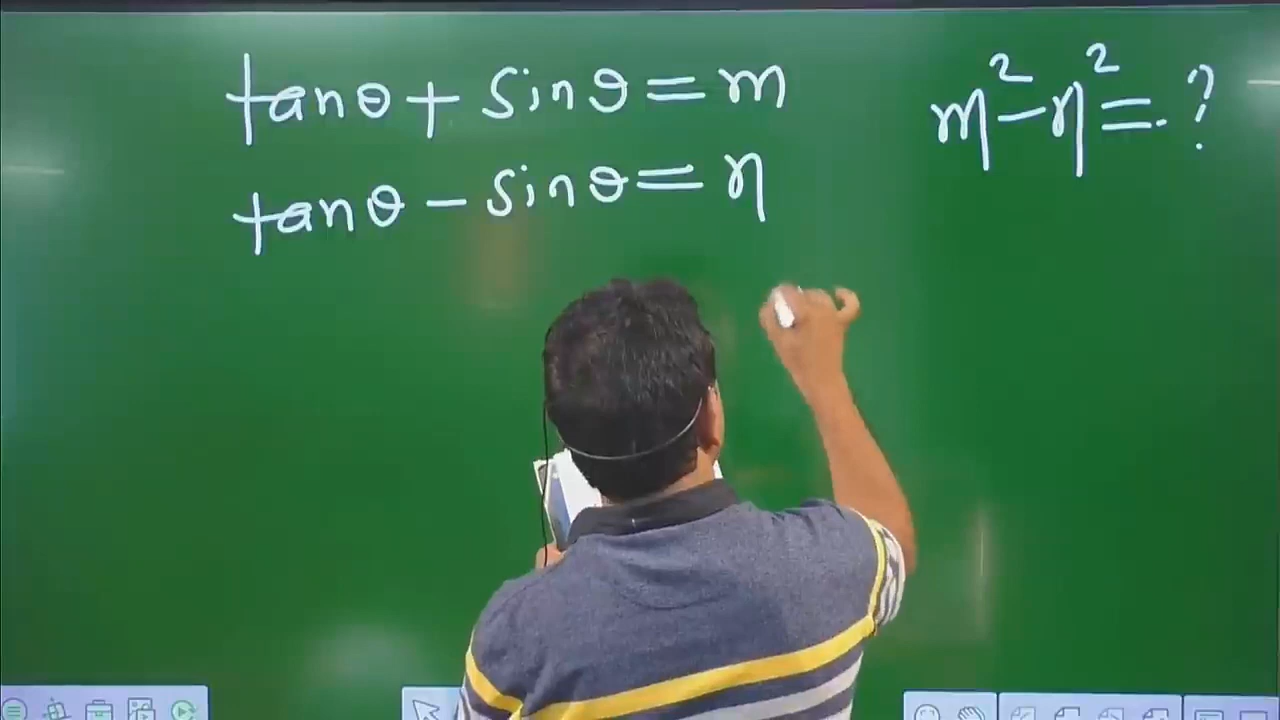 tanθ + sinθ = m
m² - n² = . ?
tanθ - sinθ = n